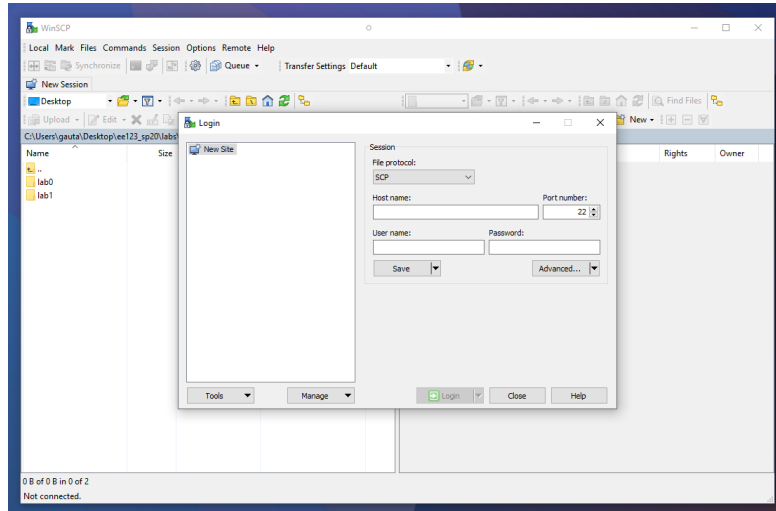 WinSCP
Local Mark Files Commands Session Options Remote Help
Synchronize Queue Transfer Settings Default
New Session
Desktop Find Files
Upload Edit New
C:\Users\gauta\Desktop\ee123_sp20\labs\
Name Size Rights Owner
..
lab0
lab1
Login
New Site
Session
File protocol:
SCP
Host name: Port number:
22
User name: Password:
Save Advanced...
Tools Manage Login Close Help
0 B of 0 B in 0 of 2
Not connected.